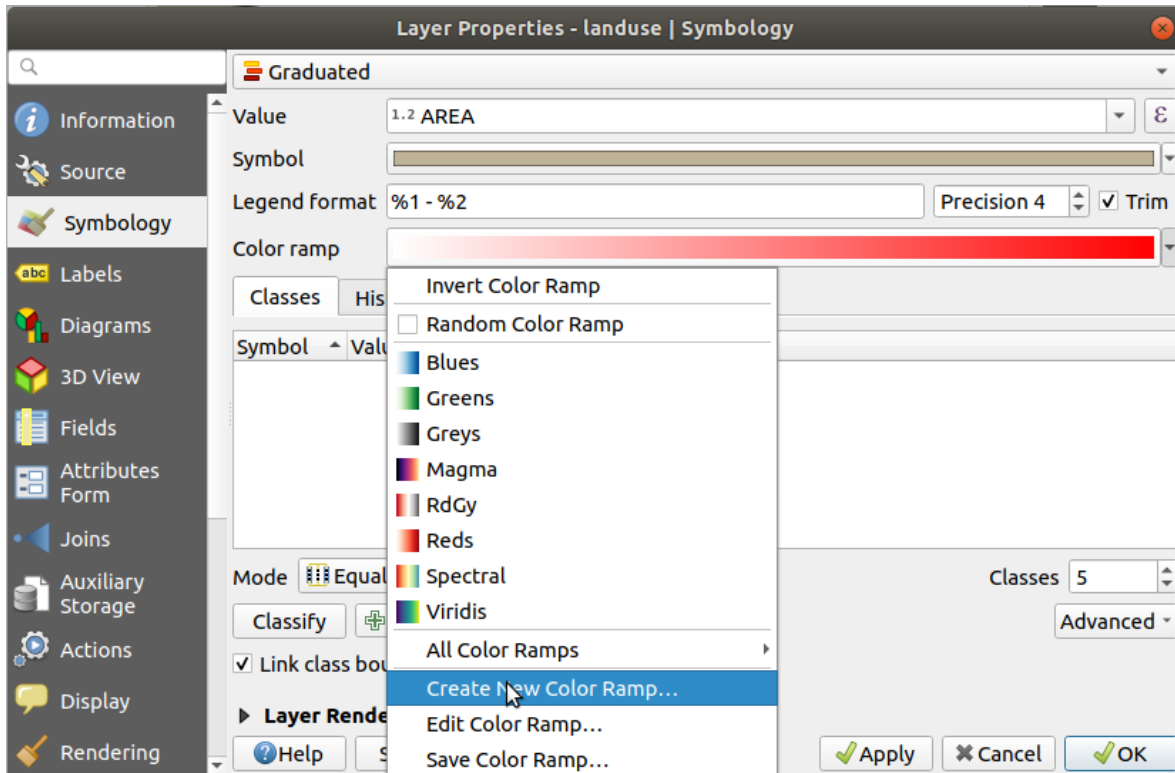 Layer Properties - landuse | Symbology
Graduated
Information
Source
Symbology
abc Labels
Diagrams
3D View
Fields
Attributes
Form
Joins
Auxiliary
Storage
Actions
Display
Rendering
Value 1.2 AREA ε
Symbol
Legend format %1 - %2 Precision 4 Trim
Color ramp
Classes His
Symbol Valu
Invert Color Ramp
Random Color Ramp
Blues
Greens
Greys
Magma
RdGy
Reds
Spectral
Viridis
All Color Ramps
Create New Color Ramp...
Edit Color Ramp...
Save Color Ramp...
Mode Equal Classes 5
Classify Advanced
Link class bou
Layer Rende
Help S Apply Cancel OK